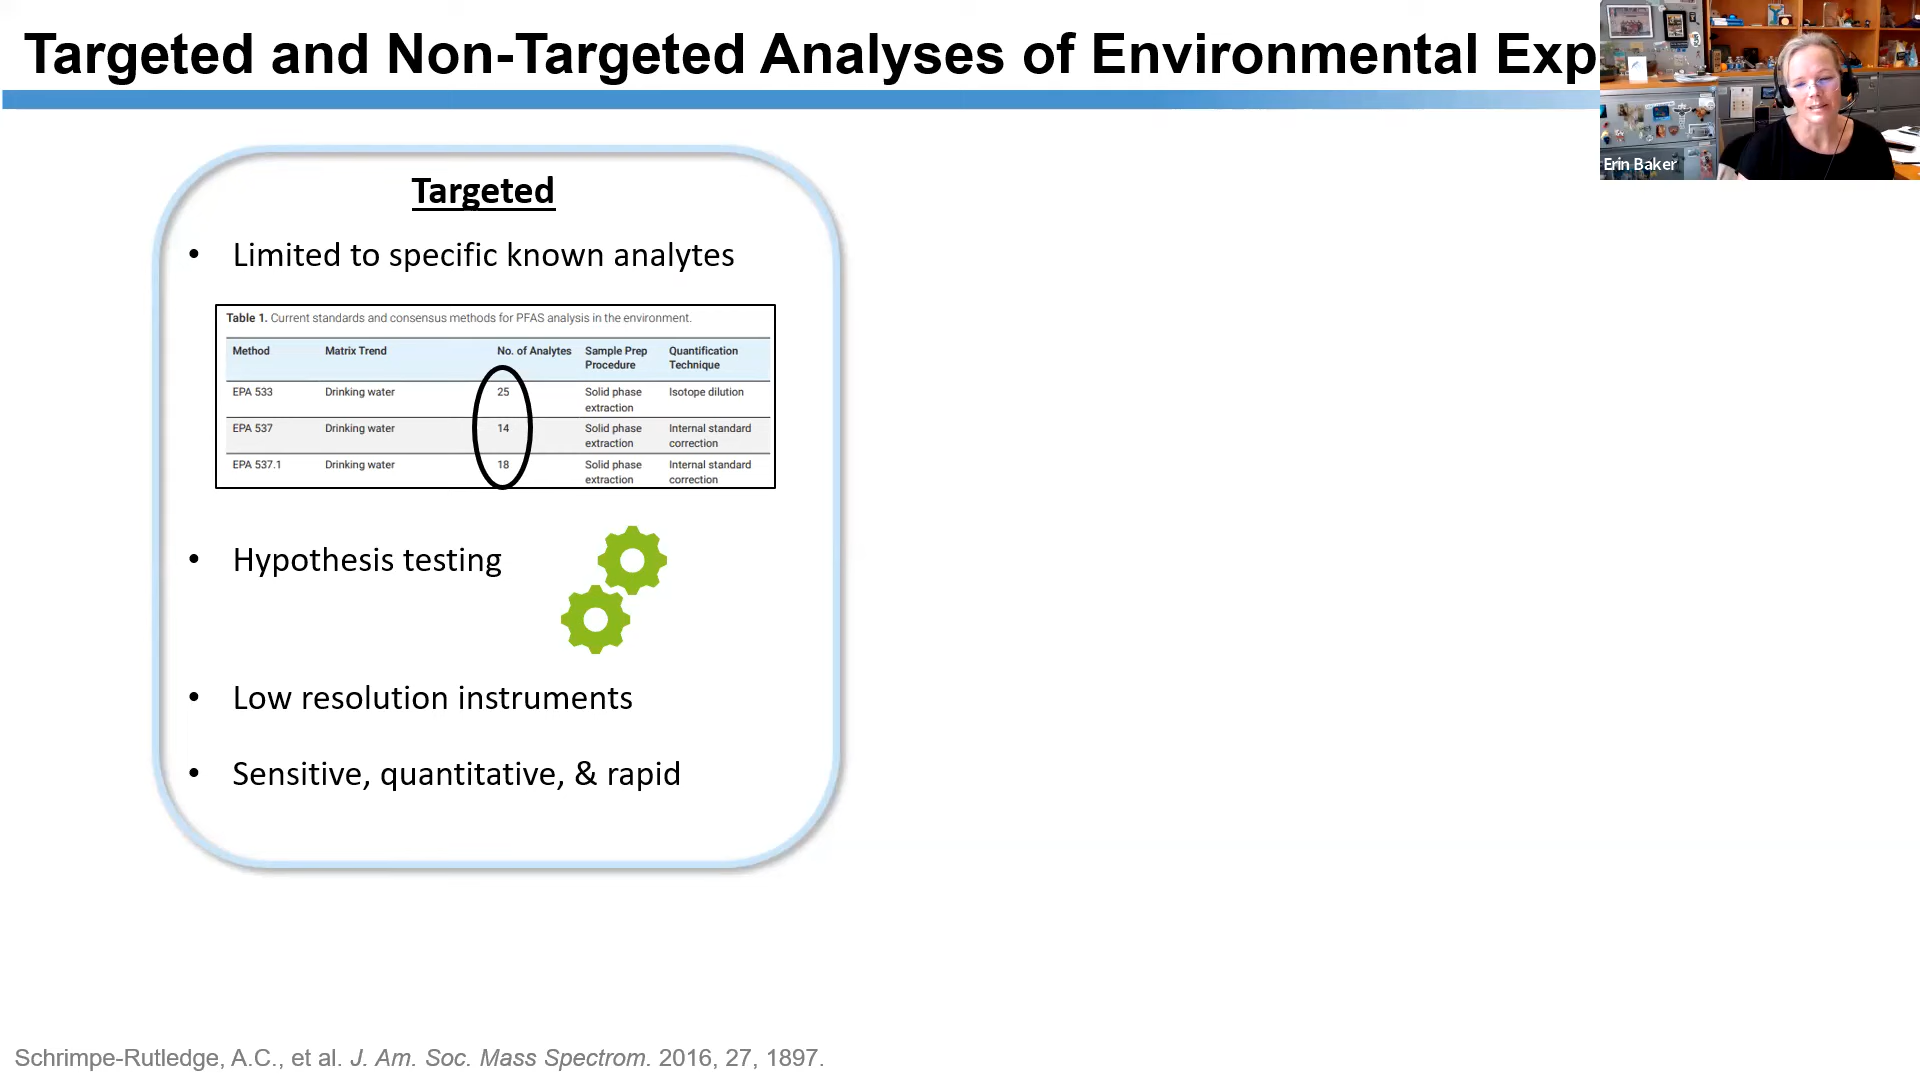 Targeted and Non-Targeted Analyses of Environmental Exp
Erin Baker
Targeted
• Limited to specific known analytes
Table 1. Current standards and consensus methods for PFAS analysis in the environment.
Method Matrix Trend No. of Analytes Sample Prep Procedure Quantification Technique
EPA 533 Drinking water 25 Solid phase extraction Isotope dilution
EPA 537 Drinking water 14 Solid phase extraction Internal standard correction
EPA 537.1 Drinking water 18 Solid phase extraction Internal standard correction
• Hypothesis testing
• Low resolution instruments
• Sensitive, quantitative, & rapid
Schrimpe-Rutledge, A.C., et al. J. Am. Soc. Mass Spectrom. 2016, 27, 1897.